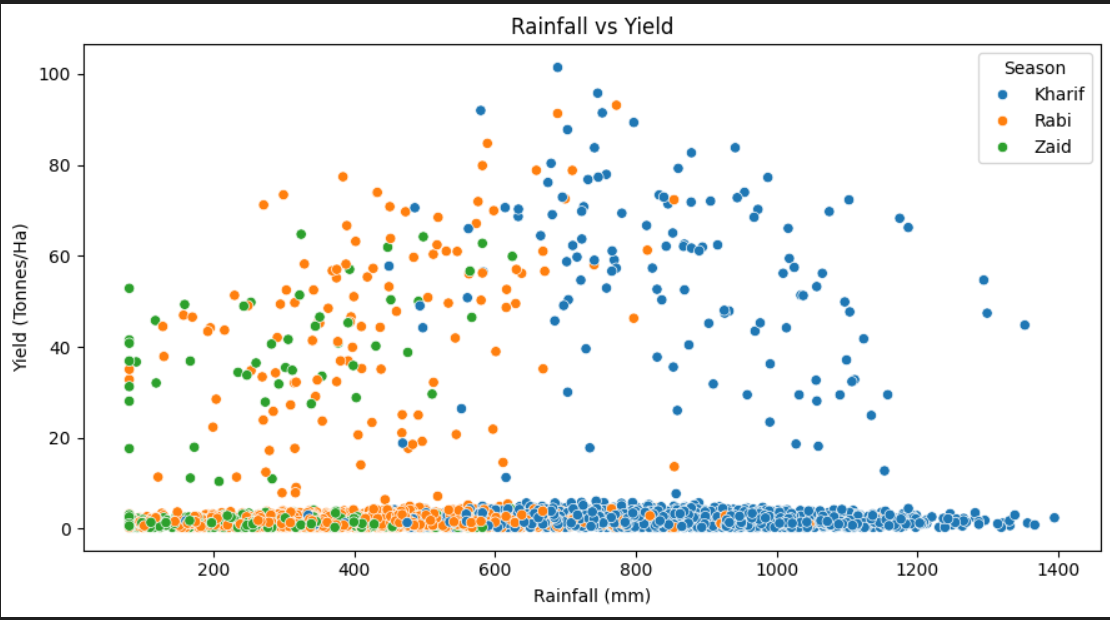 Rainfall vs Yield
Season
Kharif
Rabi
Zaid
Yield (Tonnes/Ha)
100
80
60
40
20
0
200 400 600 800 1000 1200 1400
Rainfall (mm)